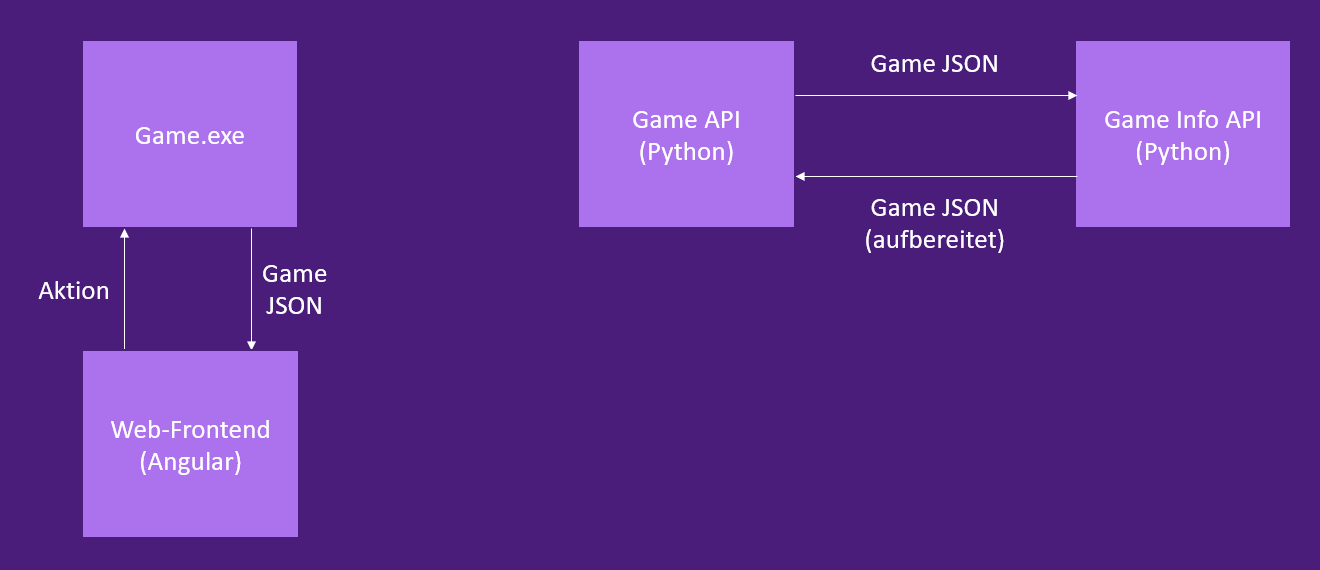 Game.exe
Aktion
Game
JSON
Web-Frontend
(Angular)
Game API
(Python)
Game JSON
Game JSON
(aufbereitet)
Game Info API
(Python)